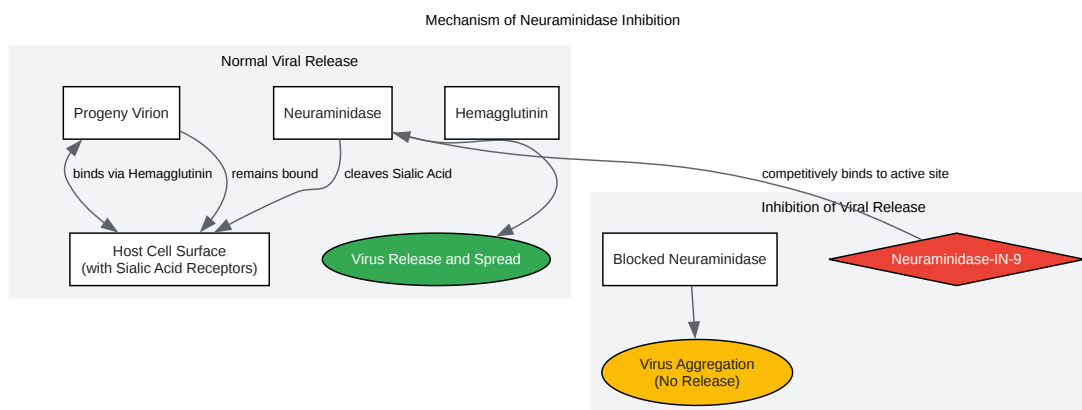 Mechanism of Neuraminidase Inhibition
Normal Viral Release
Progeny Virion
Neuraminidase
Hemagglutinin
binds via Hemagglutinin
remains bound
cleaves Sialic Acid
competitively binds to active site
Host Cell Surface
(with Sialic Acid Receptors)
Virus Release and Spread
Inhibition of Viral Release
Blocked Neuraminidase
Neuraminidase-IN-9
Virus Aggregation
(No Release)